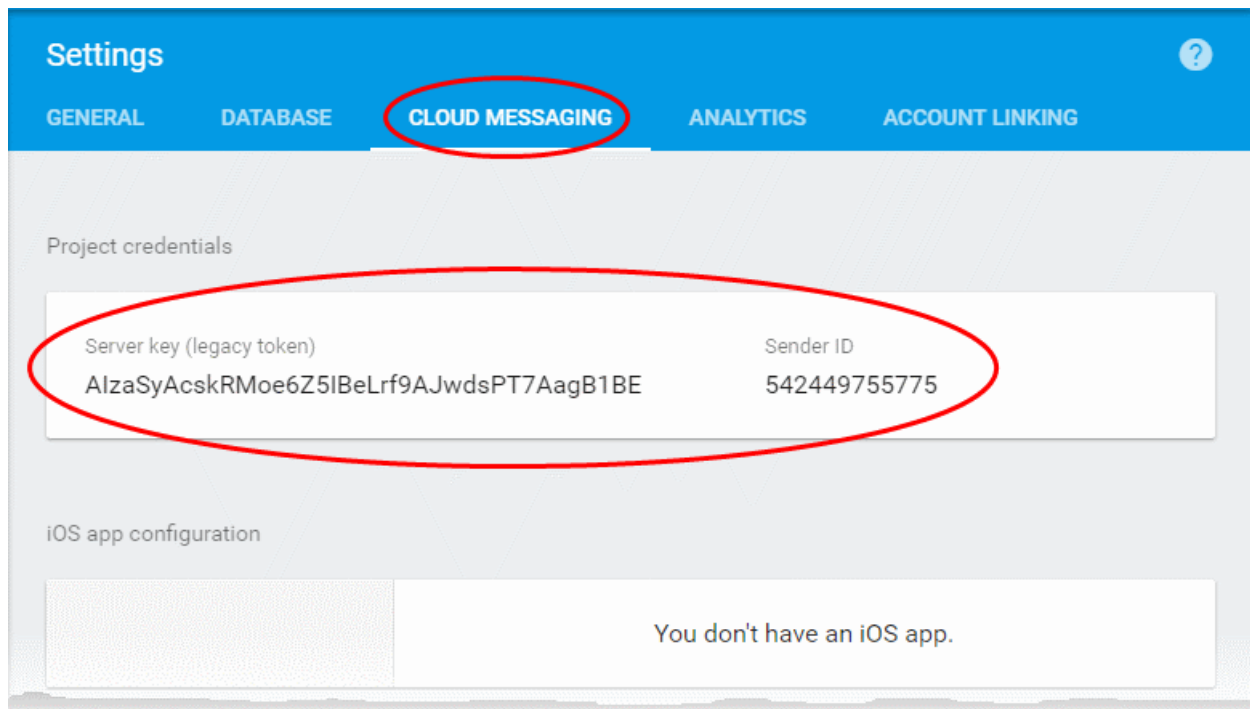 Settings
?
GENERAL DATABASE CLOUD MESSAGING ANALYTICS ACCOUNT LINKING
Project credentials
Server key (legacy token) Sender ID
AIzaSyAcskRMoe6Z5IBeLrf9AJwdsPT7AagB1BE 542449755775
iOS app configuration
You don't have an iOS app.